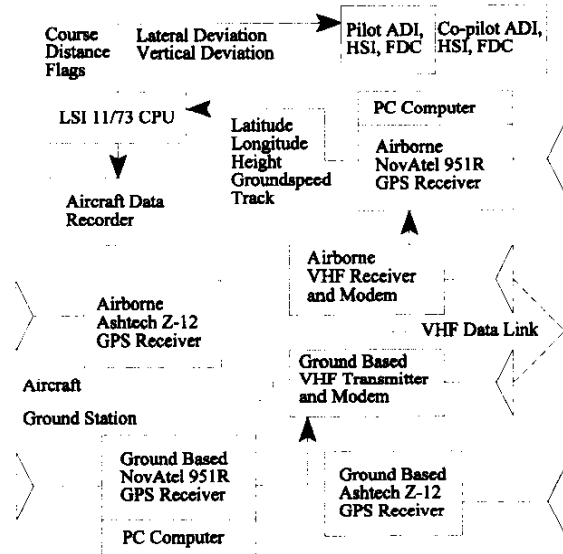 Course
Distance
Flags
Lateral Deviation
Vertical Deviation
Pilot ADI,
HSI, FDC
Co-pilot ADI,
HSI, FDC
LSI 11/73 CPU
Latitude
Longitude
Height
Groundspeed
Track
PC Computer
Airborne
NovAtel 951R
GPS Receiver
Aircraft Data
Recorder
Airborne
VHF Receiver
and Modem
Airborne
Ashtech Z-12
GPS Receiver
VHF Data Link
Ground Based
VHF Transmitter
and Modem
Aircraft
Ground Station
Ground Based
NovAtel 951R
GPS Receiver
PC Computer
Ground Based
Ashtech Z-12
GPS Receiver